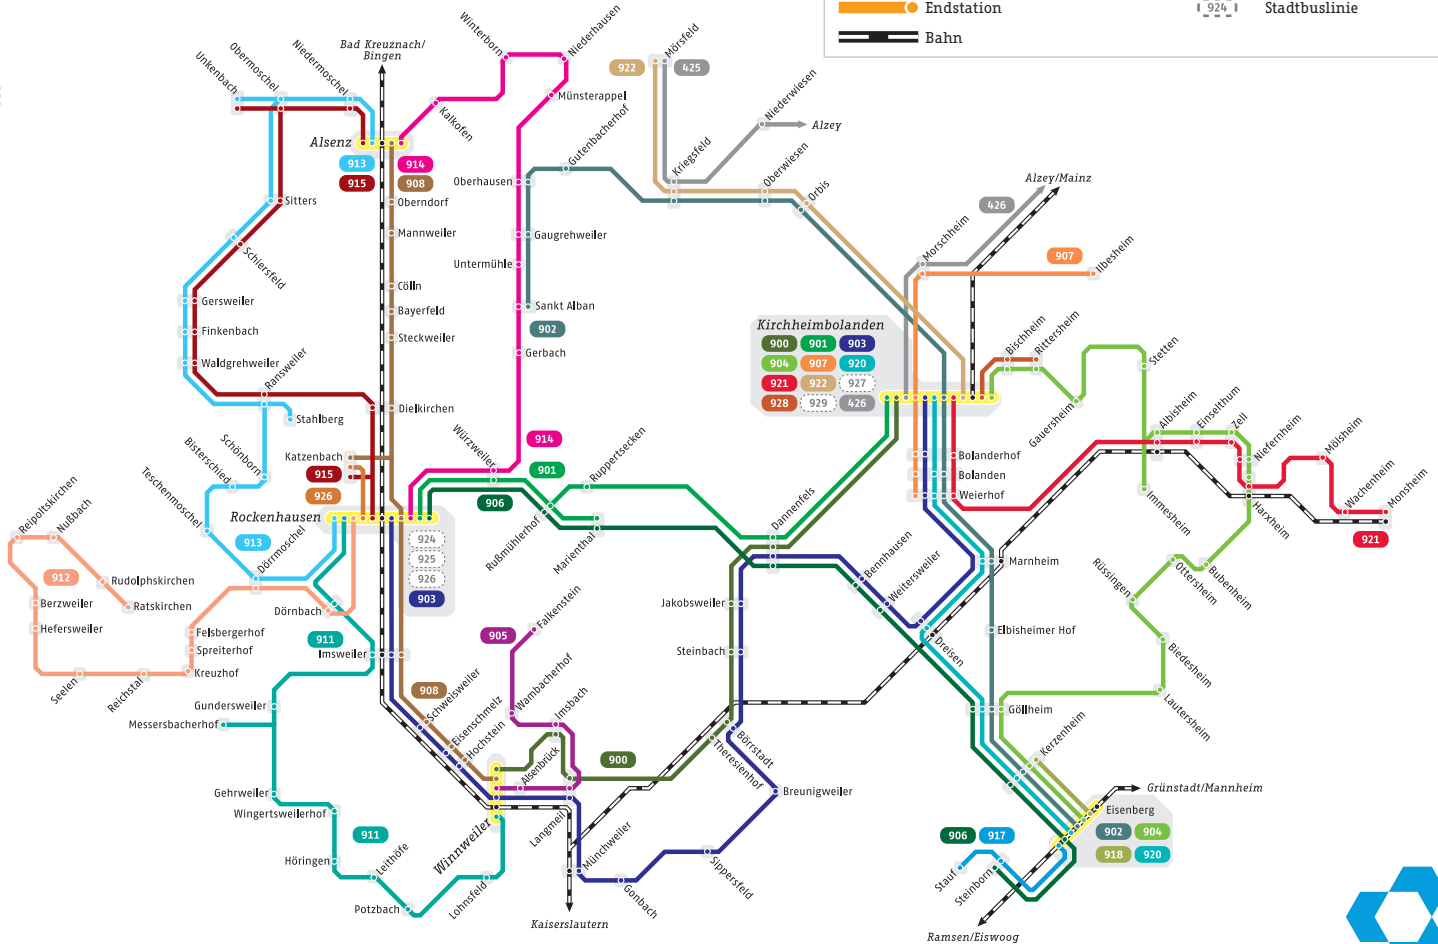 Endstation
924
Stadtbuslinie
Bahn
Bad Kreuznach/
Bingen
Winterborn
Niederhausen
Mörsfeld
922
425
Unkenbach
Obermoschel
Niedermoschel
Kalkofen
Münsterappel
Niederwiesen
Alzey
Alsenz
913
914
915
908
Gutenbacherhof
Kriegsfeld
Oberwiesen
Orbis
Oberhausen
Alzey/Mainz
426
Sitters
Oberndorf
Mannweiler
Gaugrehweiler
Morschheim
907
Ilbesheim
Schiersfeld
Untermühle
Cölln
Gersweiler
Bayerfeld
Sankt Alban
902
Finkenbach
Steckweiler
Gerbach
Kirchheimbolanden
900
901
903
904
907
920
921
922
927
928
929
426
Bischheim
Rittersheim
Stetten
Waldgrehweiler
Ransweiler
Stahlberg
Dielkirchen
Gauersheim
Albisheim
Einselthum
Zell
Niefernheim
Mölsheim
Wachenheim
Monsheim
921
Harxheim
Immesheim
Katzenbach
915
926
Würzweiler
914
901
906
Ruppertsecken
Bolanderhof
Bolanden
Weierhof
Bisterschied
Schönborn
Teschenmoschel
Reipoltskirchen
Nußbach
Rockenhausen
924
925
926
903
Rußmühlerhof
Marienthal
Dannenfels
913
Dörrmoschel
912
Rudolphskirchen
Ratskirchen
Berzweiler
Hefersweiler
Dörnbach
Bennhausen
Weitersweiler
Marnheim
Rüssingen
Ottersheim
Bubenheim
Jakobsweiler
Falkenstein
905
Felsbergerhof
Spreiterhof
Kreuzhof
911
Imsweiler
Steinbach
Elbisheimer Hof
Dreisen
Biedesheim
Seelen
Reichstal
908
Schweisweiler
Eisenschmelz
Hochstein
Wambacherhof
Imsbach
Lautersheim
Gundersweiler
Messersbacherhof
Göllheim
Kerzenheim
Börrstadt
Theresienhof
900
Alsenbrück
Gehrweiler
Wingertsweilerhof
Langmeil
Breunigweiler
Grünstadt/Mannheim
Eisenberg
902
904
918
920
911
Winnweiler
906
917
Höringen
Leithöfe
Münchweiler
Sippersfeld
Stauf
Steinborn
Lohnsfeld
Gonbach
Potzbach
Kaiserslautern
Ramsen/Eiswoog